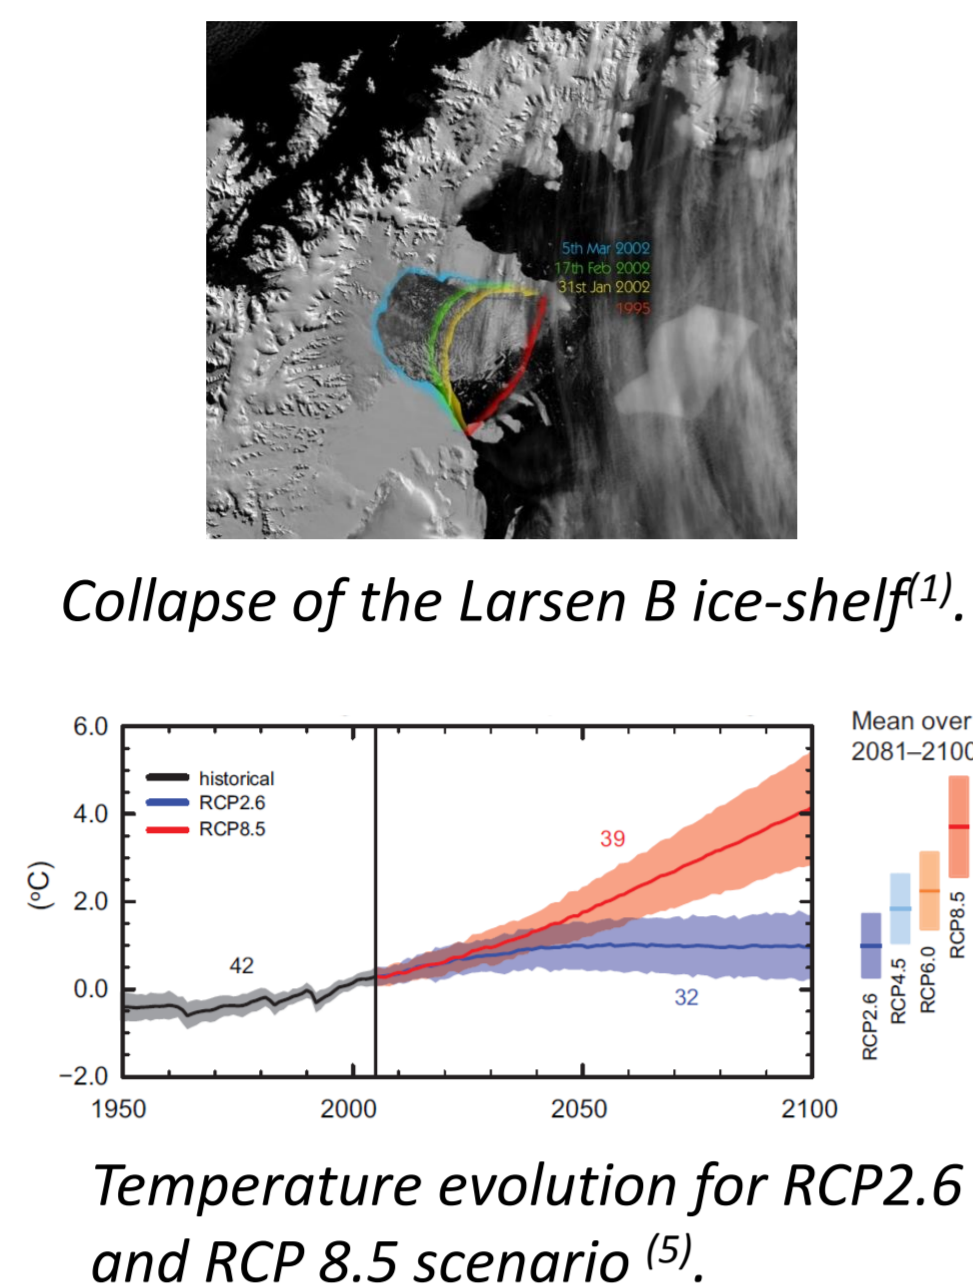 5th Mar 2002
17th Feb 2002
31st Jan 2002
1995
Collapse of the Larsen B ice-shelf(1).
6.0
4.0
2.0
0.0
−2.0
(oC)
historical
RCP2.6
RCP8.5
42
39
32
1950
2000
2050
2100
Mean over
2081–2100
RCP2.6
RCP4.5
RCP6.0
RCP8.5
Temperature evolution for RCP2.6
and RCP 8.5 scenario (5).